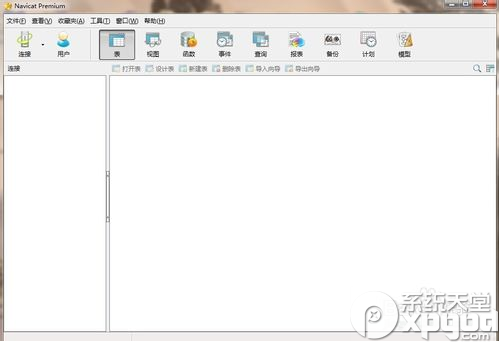 Navicat Premium
文件(F) 查看(V) 收藏夹(A) 工具(T) 窗口(W) 帮助(H)
连接 用户 表 视图 函数 事件 查询 报表 备份 计划 模型
连接 打开表 设计表 新建表 删除表 导入向导 导出向导
系统天堂